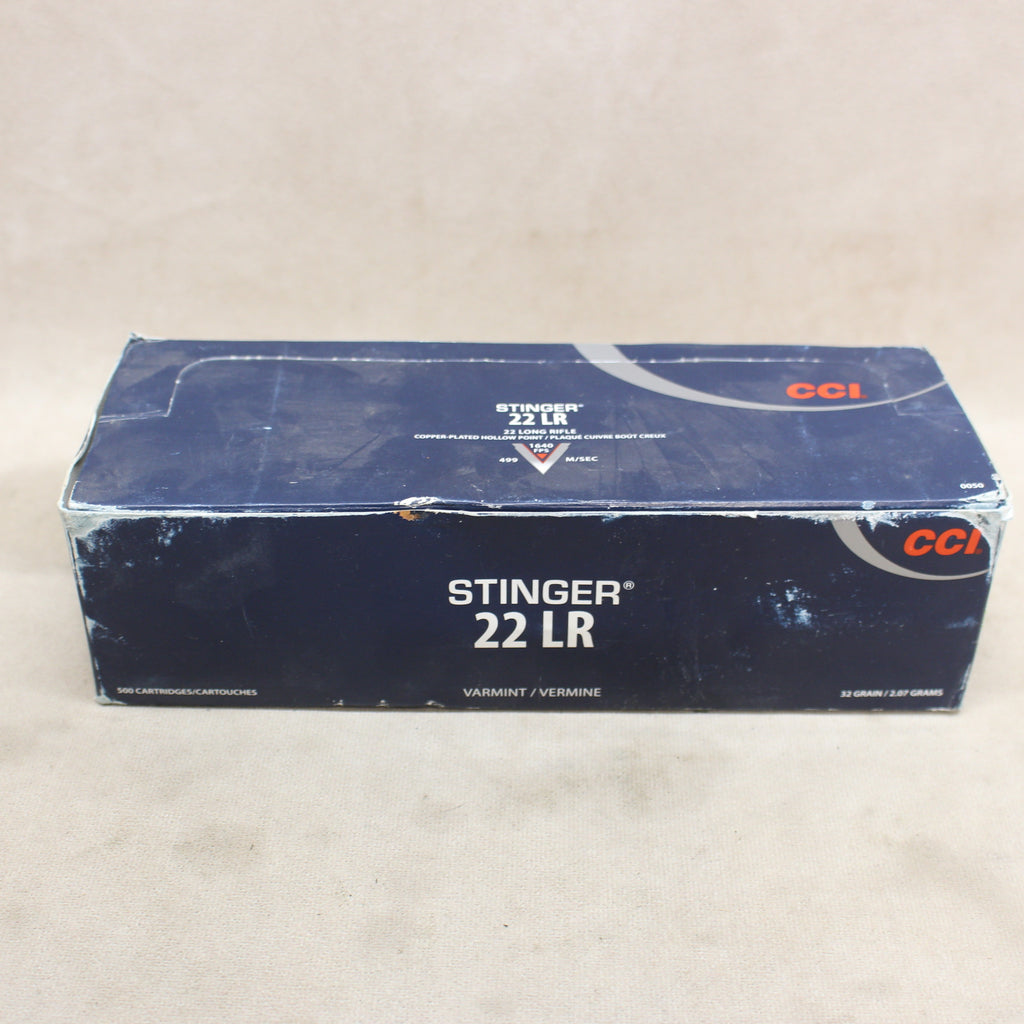 CCI
STINGER®
22 LR
22 LONG RIFLE
COPPER-PLATED HOLLOW POINT / PLAQUÉ CUIVRE BOÛT CREUX
1640
FPS
499 M/SEC
0050
CCI
STINGER®
22 LR
500 CARTRIDGES/CARTOUCHES
VARMINT / VERMINE
32 GRAIN / 2.07 GRAMS